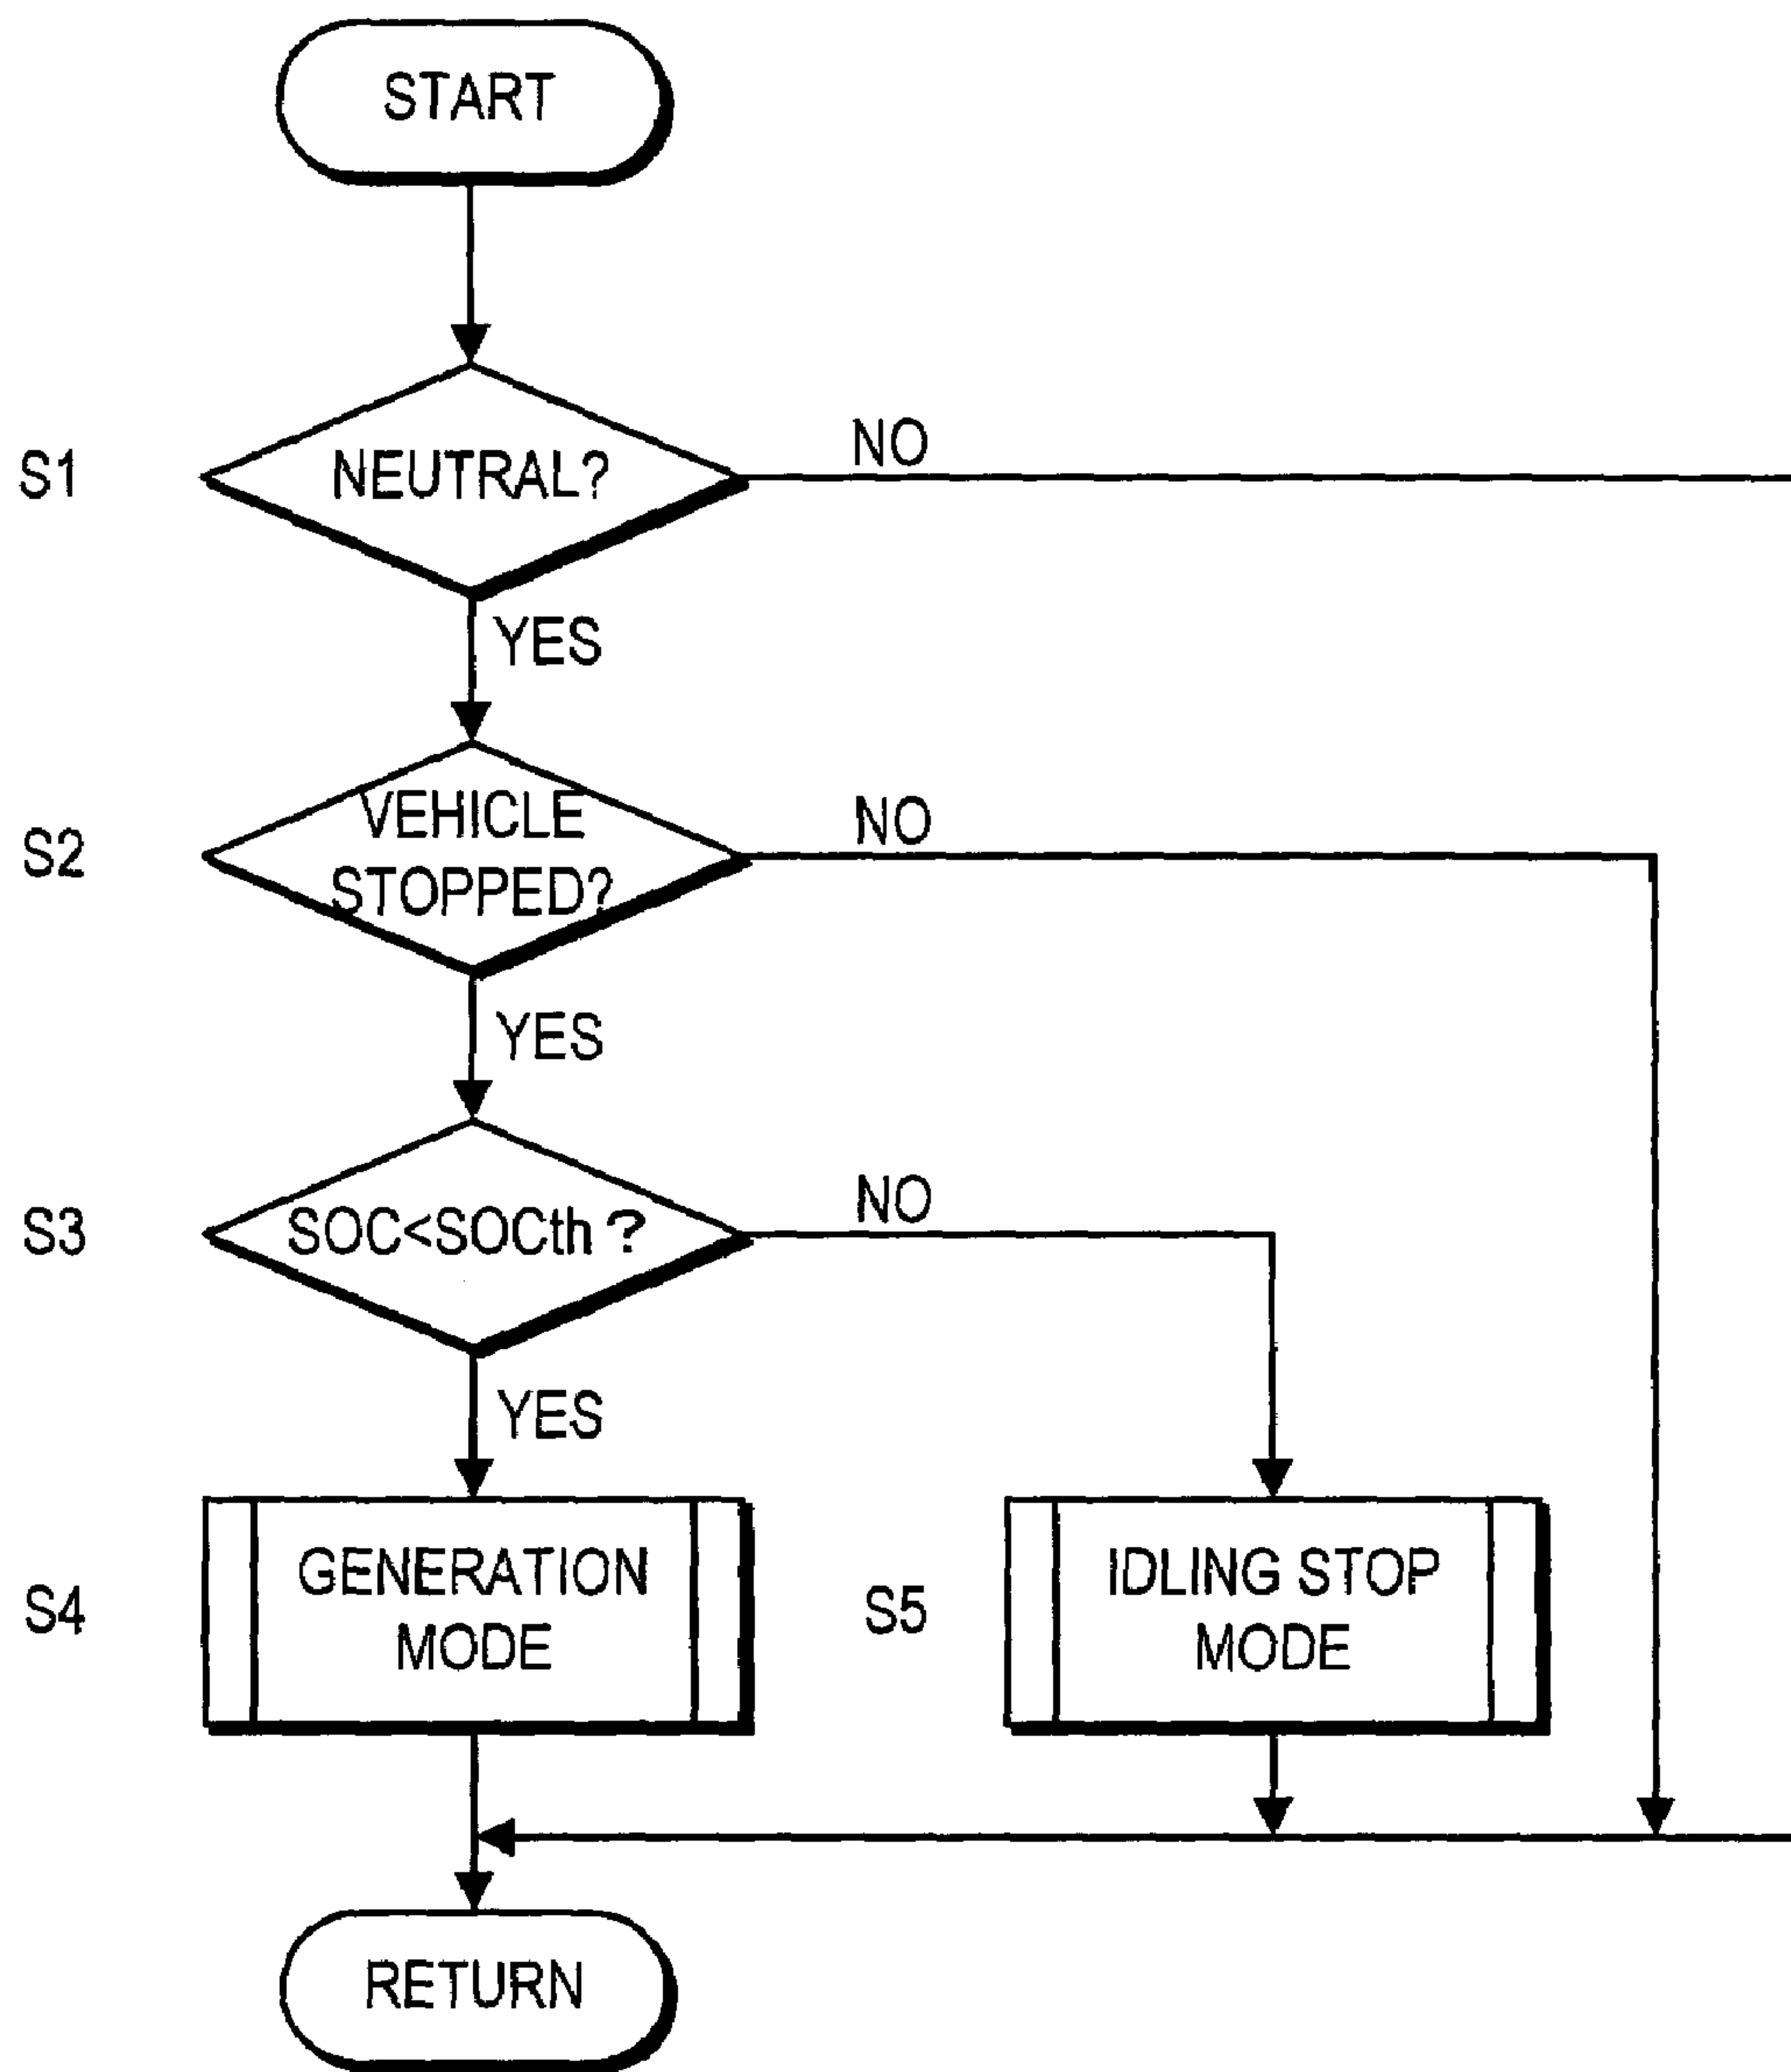 START
S1
NEUTRAL?
NO
YES
S2
VEHICLE
STOPPED?
NO
YES
S3
SOC<SOCth ?
NO
YES
S4
GENERATION
MODE
S5
IDLING STOP
MODE
RETURN